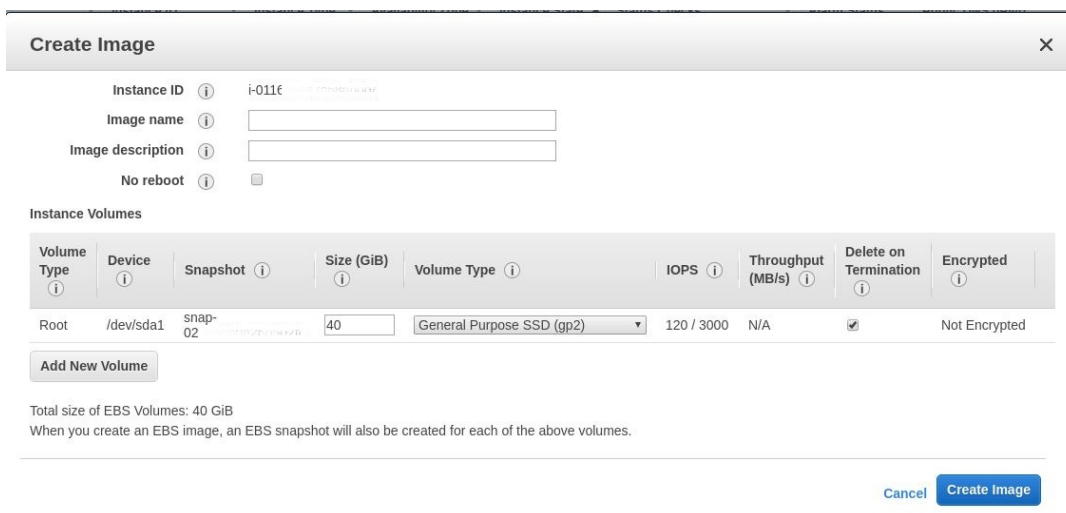 Create Image
Instance ID i
i-0116
Image name i
Image description i
No reboot i
Instance Volumes
Volume Type i Device i Snapshot i Size (GiB) i Volume Type i IOPS i Throughput (MB/s) i Delete on Termination i Encrypted i
Root /dev/sda1 snap-02 40 General Purpose SSD (gp2) 120 / 3000 N/A Not Encrypted
Add New Volume
Total size of EBS Volumes: 40 GiB
When you create an EBS image, an EBS snapshot will also be created for each of the above volumes.
Cancel Create Image